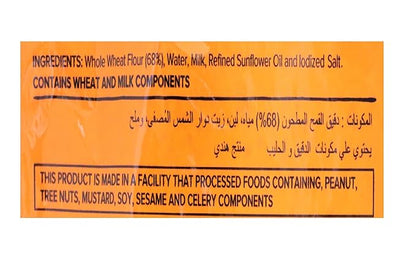 INGREDIENTS: Whole Wheat Flour (68%), Water, Milk, Refined Sunflower Oil and Iodized Salt.
CONTAINS WHEAT AND MILK COMPONENTS
المكونات : دقيق القمح المطحون (68%) مياه، لبن، زيت دوار الشمس المصفى، وملح
يحتوي علي مكونات الدقيق و الحليب منتج هندي
THIS PRODUCT IS MADE IN A FACILITY THAT PROCESSED FOODS CONTAINING, PEANUT,
TREE NUTS, MUSTARD, SOY, SESAME AND CELERY COMPONENTS